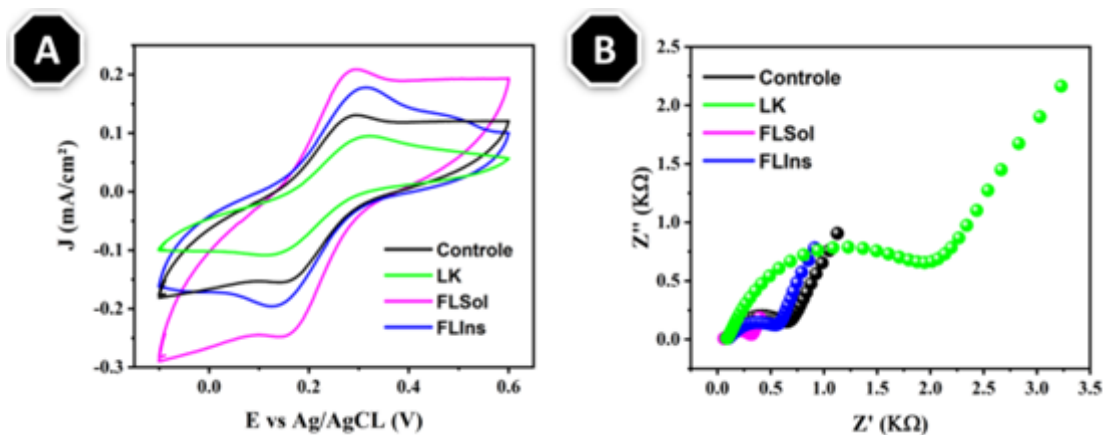 A
J (mA/cm²)
0.2
0.1
0.0
-0.1
-0.2
-0.3
Controle
LK
FLSol
FLIns
0.0 0.2 0.4 0.6
E vs Ag/AgCL (V)
B
Z'' (KΩ)
2.5
2.0
1.5
1.0
0.5
0.0
Controle
LK
FLSol
FLIns
0.0 0.5 1.0 1.5 2.0 2.5 3.0 3.5
Z' (KΩ)